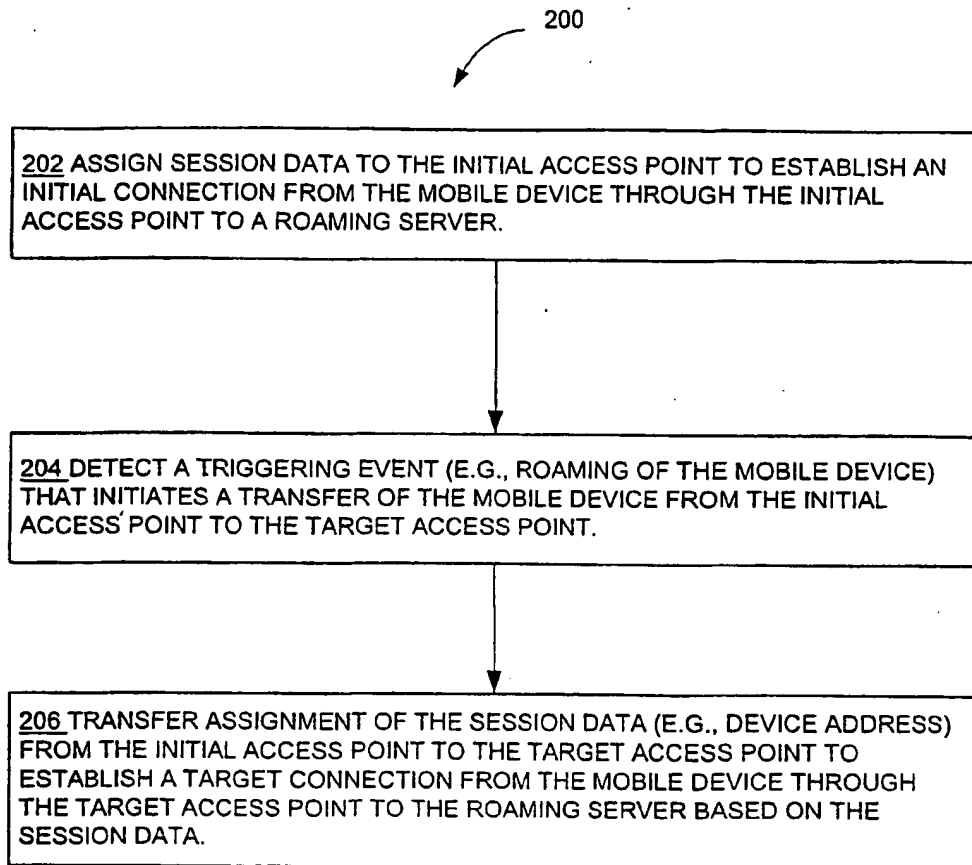 200
202 ASSIGN SESSION DATA TO THE INITIAL ACCESS POINT TO ESTABLISH AN
INITIAL CONNECTION FROM THE MOBILE DEVICE THROUGH THE INITIAL
ACCESS POINT TO A ROAMING SERVER.
204 DETECT A TRIGGERING EVENT (E.G., ROAMING OF THE MOBILE DEVICE)
THAT INITIATES A TRANSFER OF THE MOBILE DEVICE FROM THE INITIAL
ACCESS POINT TO THE TARGET ACCESS POINT.
206 TRANSFER ASSIGNMENT OF THE SESSION DATA (E.G., DEVICE ADDRESS)
FROM THE INITIAL ACCESS POINT TO THE TARGET ACCESS POINT TO
ESTABLISH A TARGET CONNECTION FROM THE MOBILE DEVICE THROUGH
THE TARGET ACCESS POINT TO THE ROAMING SERVER BASED ON THE
SESSION DATA.